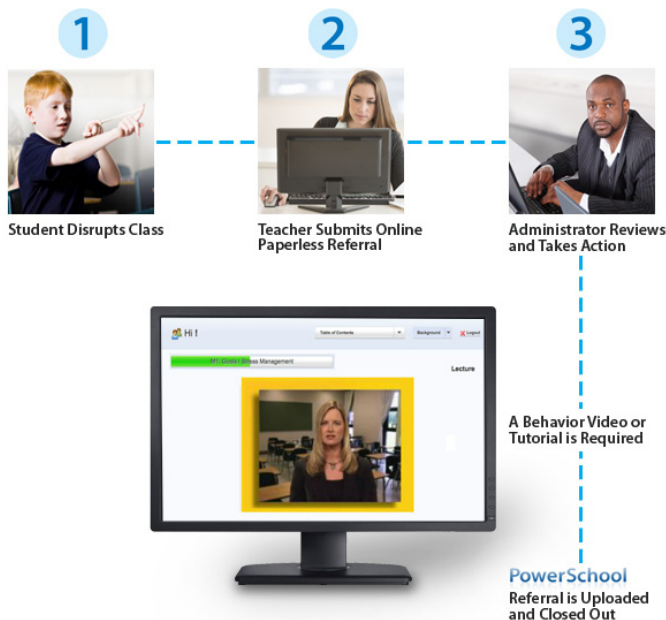 1
2
3
Student Disrupts Class
Teacher Submits Online
Paperless Referral
Administrator Reviews
and Takes Action
Hi !
Table of Contents
Background
Logout
Stress Management
Lecture
A Behavior Video or
Tutorial is Required
PowerSchool
Referral is Uploaded
and Closed Out